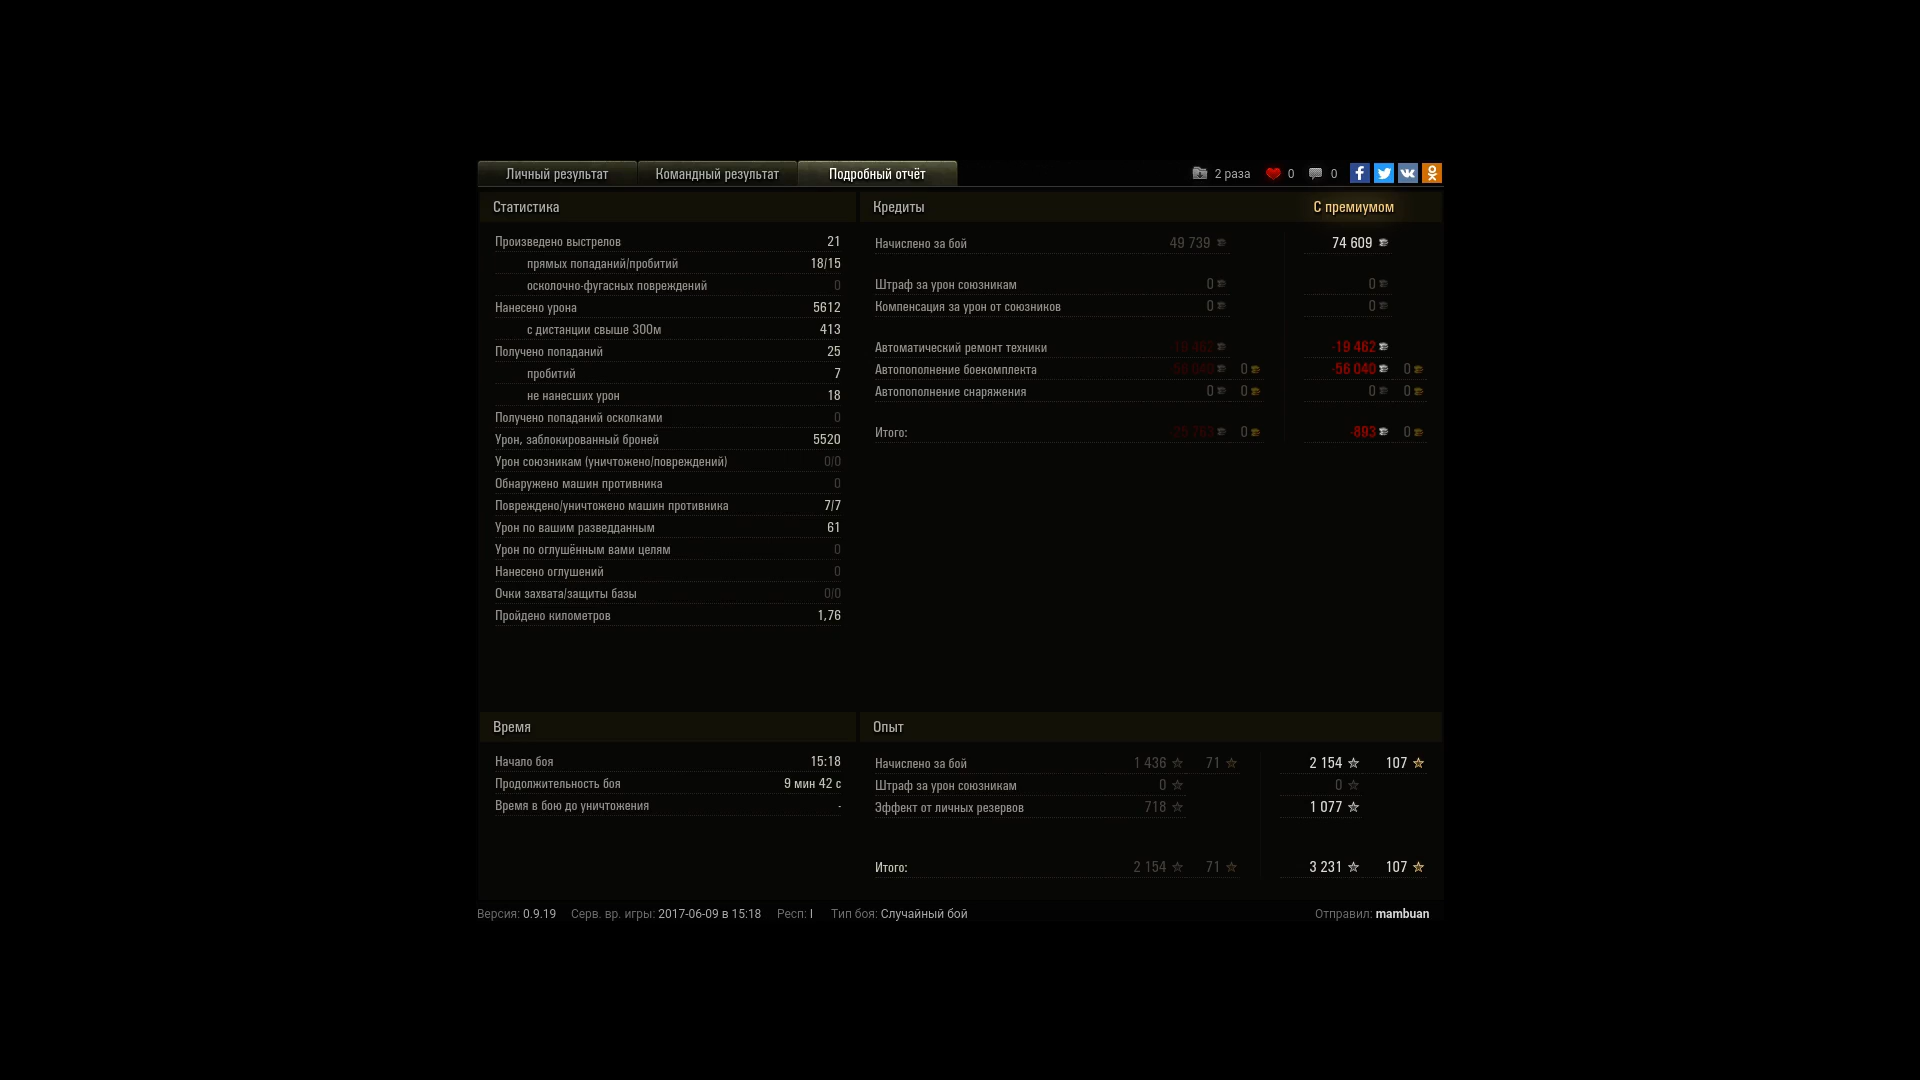 Личный результат Командный результат Подробный отчёт 2 раза 0 0
Статистика
Произведено выстрелов 21
прямых попаданий/пробитий 18/15
осколочно-фугасных повреждений 0
Нанесено урона 5612
с дистанции свыше 300м 413
Получено попаданий 25
пробитий 7
не нанесших урон 18
Получено попаданий осколками 0
Урон, заблокированный броней 5520
Урон союзникам (уничтожено/повреждений) 0/0
Обнаружено машин противника 0
Повреждено/уничтожено машин противника 7/7
Урон по вашим разведданным 61
Урон по оглушённым вами целям 0
Нанесено оглушений 0
Очки захвата/защиты базы 0/0
Пройдено километров 1,76
Кредиты С премиумом
Начислено за бой 49 739 74 609
Штраф за урон союзникам 0 0
Компенсация за урон от союзников 0 0
Автоматический ремонт техники -19 462 -19 462
Автопополнение боекомплекта -56 040 0 -56 040 0
Автопополнение снаряжения 0 0 0 0
Итого: -25 763 0 -893 0
Время
Начало боя 15:18
Продолжительность боя 9 мин 42 с
Время в бою до уничтожения -
Опыт
Начислено за бой 1 436 71 2 154 107
Штраф за урон союзникам 0 0
Эффект от личных резервов 718 1 077
Итого: 2 154 71 3 231 107
Версия: 0.9.19 Серв. вр. игры: 2017-06-09 в 15:18 Респ: I Тип боя: Случайный бой Отправил: mambuan